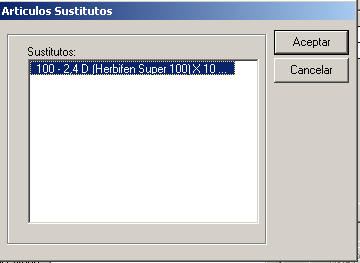 Articulos Sustitutos
Aceptar
Sustitutos:
100 - 2,4 D (Herbifen Super 100) X 10 ...
Cancelar